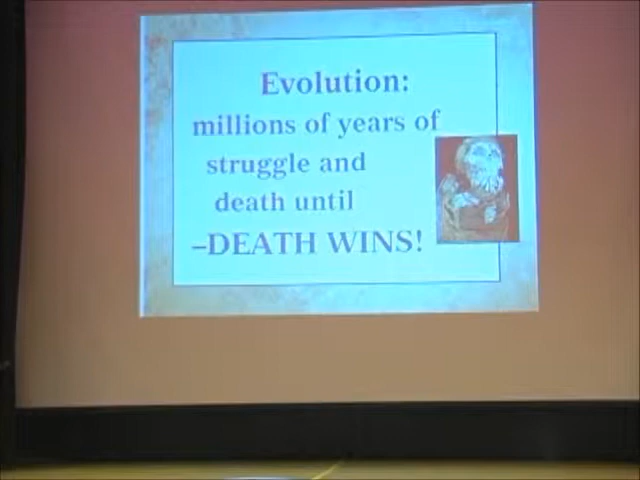 Evolution:
millions of years of
struggle and
death until
–DEATH WINS!